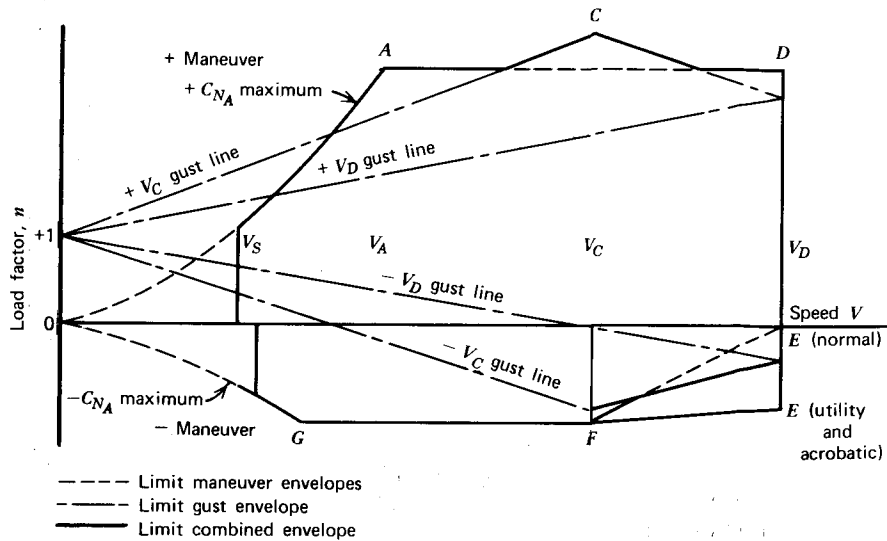 C
A
D
+ Maneuver
+ C_{N_A} maximum
+ V_C gust line
+ V_D gust line
Load factor, n
+1
V_S
V_A
V_C
V_D
− V_D gust line
Speed V
0
E (normal)
− V_C gust line
−C_{N_A} maximum
− Maneuver
G
F
E (utility
and
acrobatic)
Limit maneuver envelopes
Limit gust envelope
Limit combined envelope